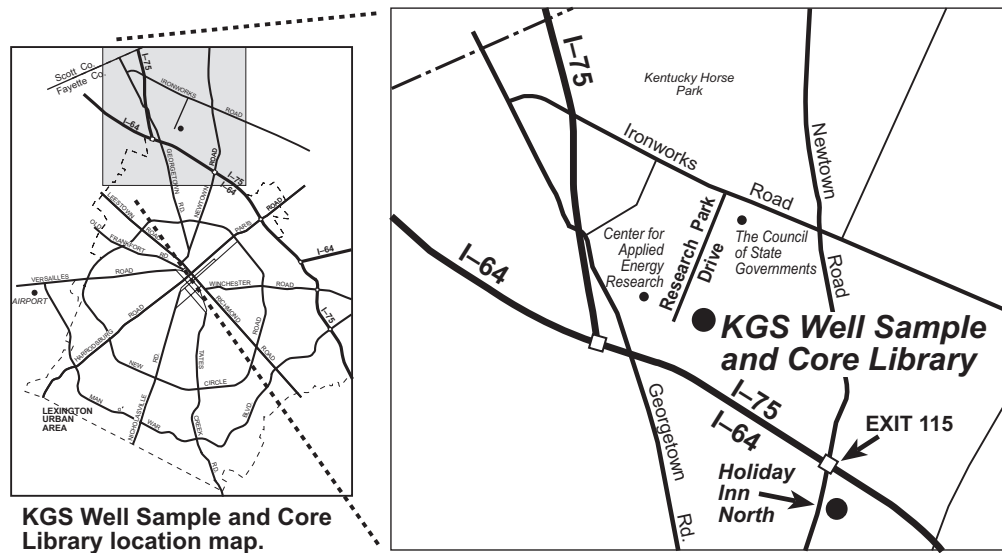 Scott Co.
Fayette Co.
I–75
IRONWORKS
ROAD
I–64
GEORGETOWN
RD.
NEWTOWN
ROAD
I–75
I–64
LEESTOWN
ROAD
OLD
FRANKFORT
RD.
PARIS
ROAD
I–64
VERSAILLES
ROAD
AIRPORT
WINCHESTER
ROAD
RICHMOND
ROAD
I–75
HARRODSBURG
ROAD
ROAD
NEW
CIRCLE
TATES
CREEK
RD.
NICHOLASVILLE
RD.
MAN
O'
WAR
BLVD.
LEXINGTON
URBAN
AREA
KGS Well Sample and Core
Library location map.
I–75
Kentucky Horse
Park
Ironworks
Road
Newtown
Road
I–64
Center for
Applied
Energy
Research
Research Park
Drive
The Council
of State
Governments
KGS Well Sample
and Core Library
I–75
I–64
Georgetown
Rd.
EXIT 115
Holiday
Inn
North